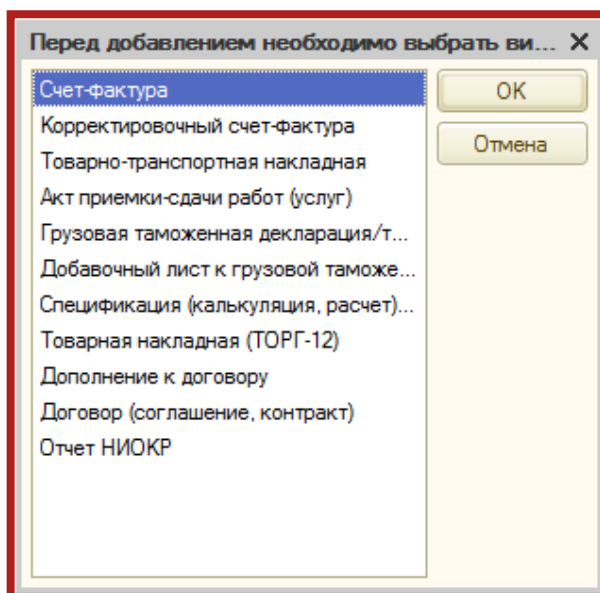 Перед добавлением необходимо выбрать ви...
Счет-фактура
Корректировочный счет-фактура
Товарно-транспортная накладная
Акт приемки-сдачи работ (услуг)
Грузовая таможенная декларация/т...
Добавочный лист к грузовой таможе...
Спецификация (калькуляция, расчет)...
Товарная накладная (ТОРГ-12)
Дополнение к договору
Договор (соглашение, контракт)
Отчет НИОКР
ОК
Отмена